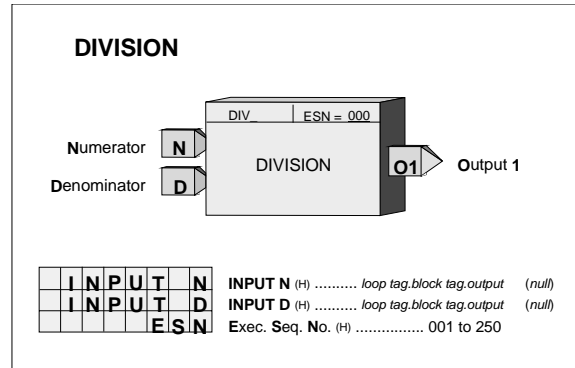 DIVISION
DIV_ ESN = 000
Numerator N
DIVISION
O1 Output 1
Denominator D
INPUT N INPUT N (H) .......... loop tag.block tag.output (null)
INPUT D INPUT D (H) .......... loop tag.block tag.output (null)
ESN Exec. Seq. No. (H) ................ 001 to 250